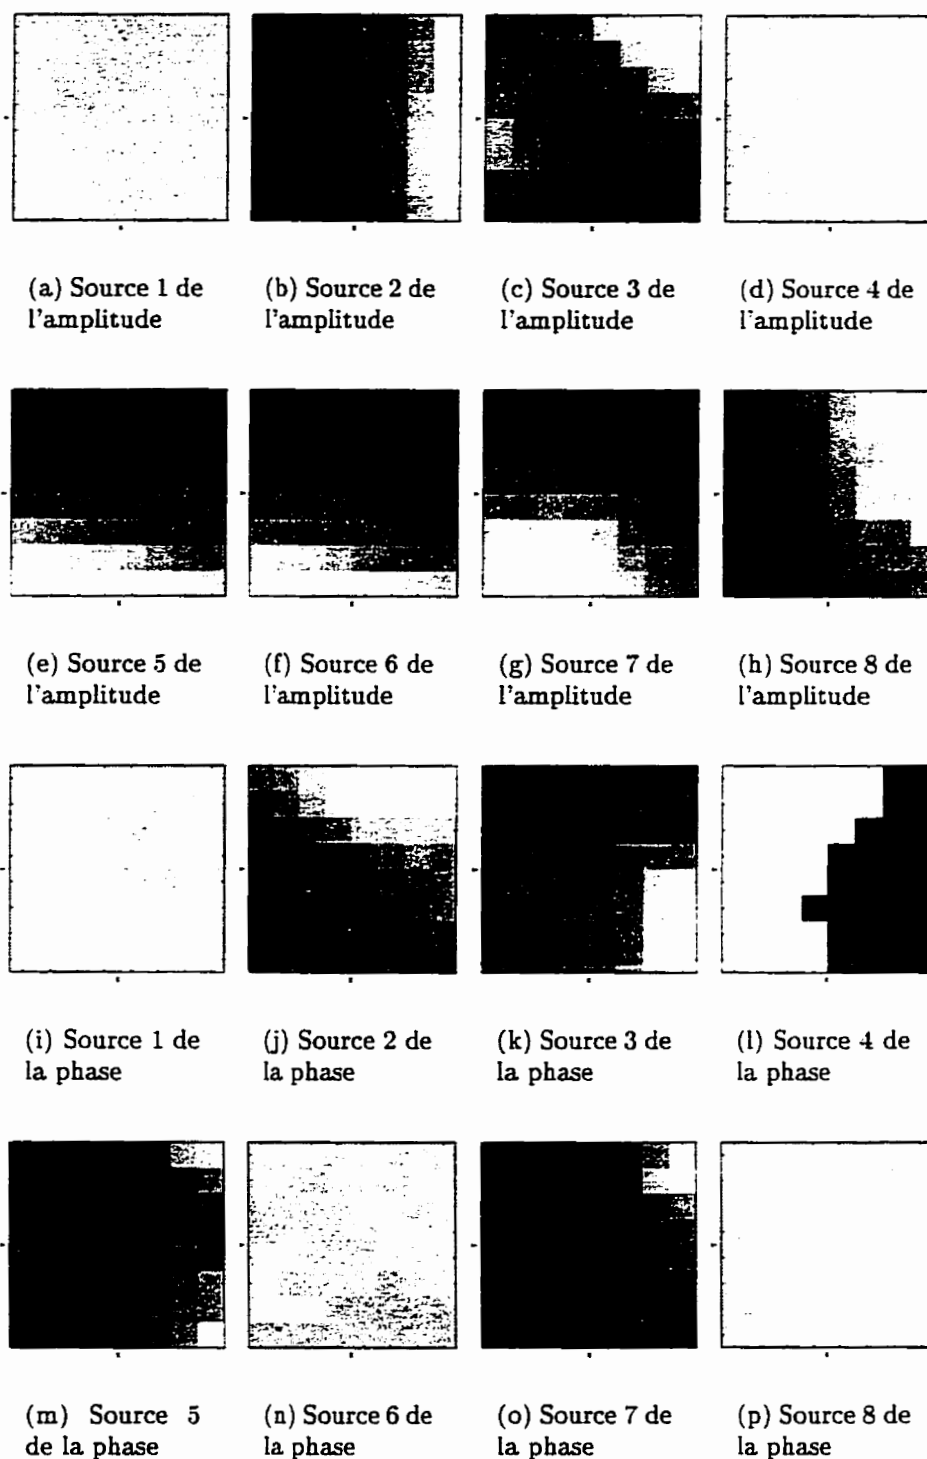 (a) Source 1 de
l'amplitude
(b) Source 2 de
l'amplitude
(c) Source 3 de
l'amplitude
(d) Source 4 de
l'amplitude
(e) Source 5 de
l'amplitude
(f) Source 6 de
l'amplitude
(g) Source 7 de
l'amplitude
(h) Source 8 de
l'amplitude
(i) Source 1 de
la phase
(j) Source 2 de
la phase
(k) Source 3 de
la phase
(l) Source 4 de
la phase
(m) Source 5
de la phase
(n) Source 6 de
la phase
(o) Source 7 de
la phase
(p) Source 8 de
la phase